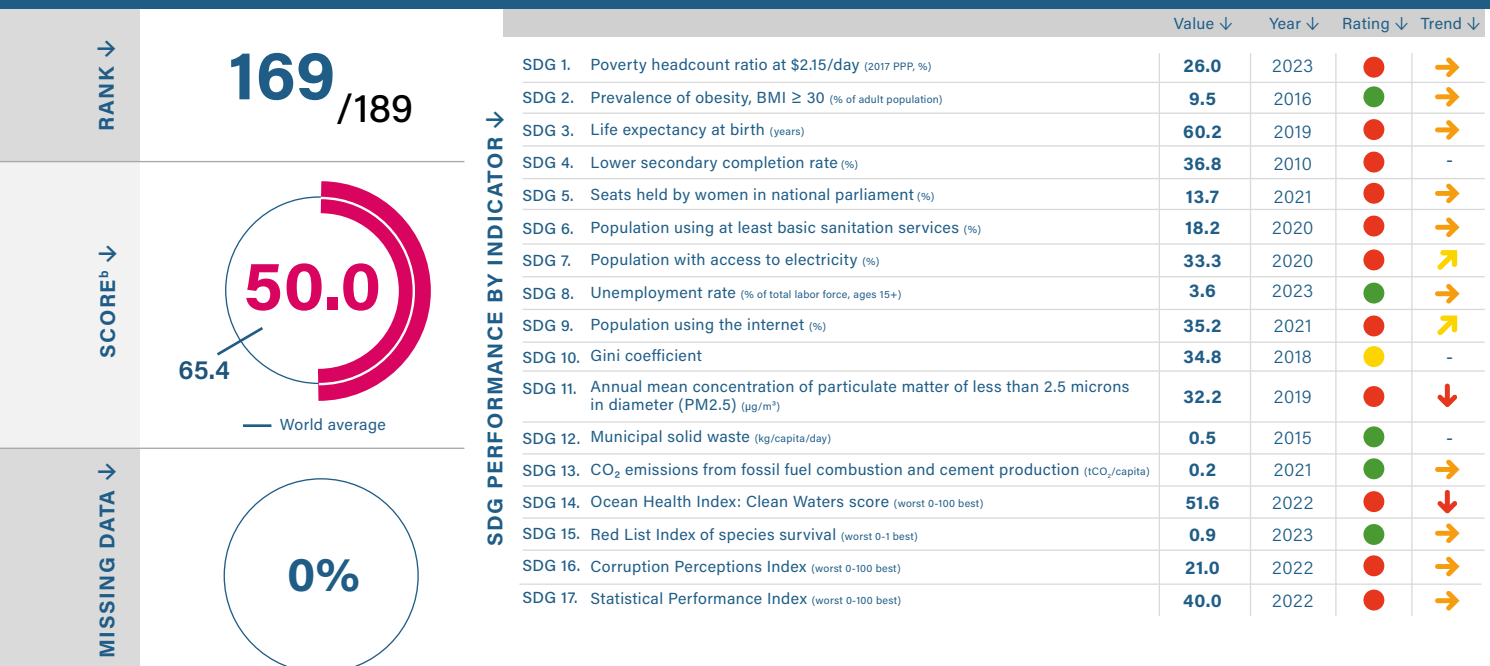 RANK →
169/189
SCOREᵇ →
50.0
65.4
World average
MISSING DATA →
0%
SDG PERFORMANCE BY INDICATOR →
Value ↓ Year ↓ Rating ↓ Trend ↓
SDG 1. Poverty headcount ratio at $2.15/day (2017 PPP, %) 26.0 2023 →
SDG 2. Prevalence of obesity, BMI ≥ 30 (% of adult population) 9.5 2016 →
SDG 3. Life expectancy at birth (years) 60.2 2019 →
SDG 4. Lower secondary completion rate (%) 36.8 2010 -
SDG 5. Seats held by women in national parliament (%) 13.7 2021 →
SDG 6. Population using at least basic sanitation services (%) 18.2 2020 →
SDG 7. Population with access to electricity (%) 33.3 2020 ↗
SDG 8. Unemployment rate (% of total labor force, ages 15+) 3.6 2023 →
SDG 9. Population using the internet (%) 35.2 2021 ↗
SDG 10. Gini coefficient 34.8 2018 -
SDG 11. Annual mean concentration of particulate matter of less than 2.5 microns
in diameter (PM2.5) (μg/m³) 32.2 2019 ↓
SDG 12. Municipal solid waste (kg/capita/day) 0.5 2015 -
SDG 13. CO₂ emissions from fossil fuel combustion and cement production (tCO₂/capita) 0.2 2021 →
SDG 14. Ocean Health Index: Clean Waters score (worst 0-100 best) 51.6 2022 ↓
SDG 15. Red List Index of species survival (worst 0-1 best) 0.9 2023 →
SDG 16. Corruption Perceptions Index (worst 0-100 best) 21.0 2022 →
SDG 17. Statistical Performance Index (worst 0-100 best) 40.0 2022 →